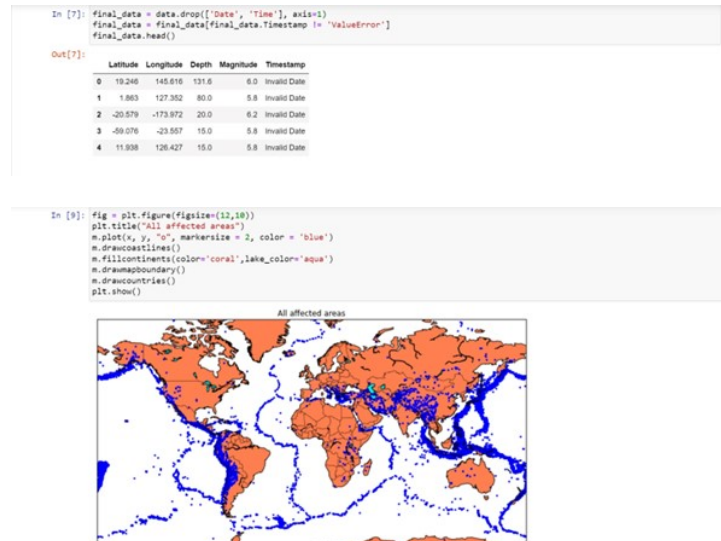 In [7]: final_data = data.drop(['Date', 'Time'], axis=1)
final_data = final_data[final_data.Timestamp != 'ValueError']
final_data.head()
Out[7]:
Latitude Longitude Depth Magnitude Timestamp
0 19.246 145.616 131.6 6.0 Invalid Date
1 1.863 127.352 80.0 5.8 Invalid Date
2 -20.579 -173.972 20.0 6.2 Invalid Date
3 -59.076 -23.557 15.0 5.8 Invalid Date
4 11.938 126.427 15.0 5.8 Invalid Date
In [9]: fig = plt.figure(figsize=(12,10))
plt.title("All affected areas")
m.plot(x, y, "o", markersize = 2, color = 'blue')
m.drawcoastlines()
m.fillcontinents(color='coral',lake_color='aqua')
m.drawmapboundary()
m.drawcountries()
plt.show()
All affected areas